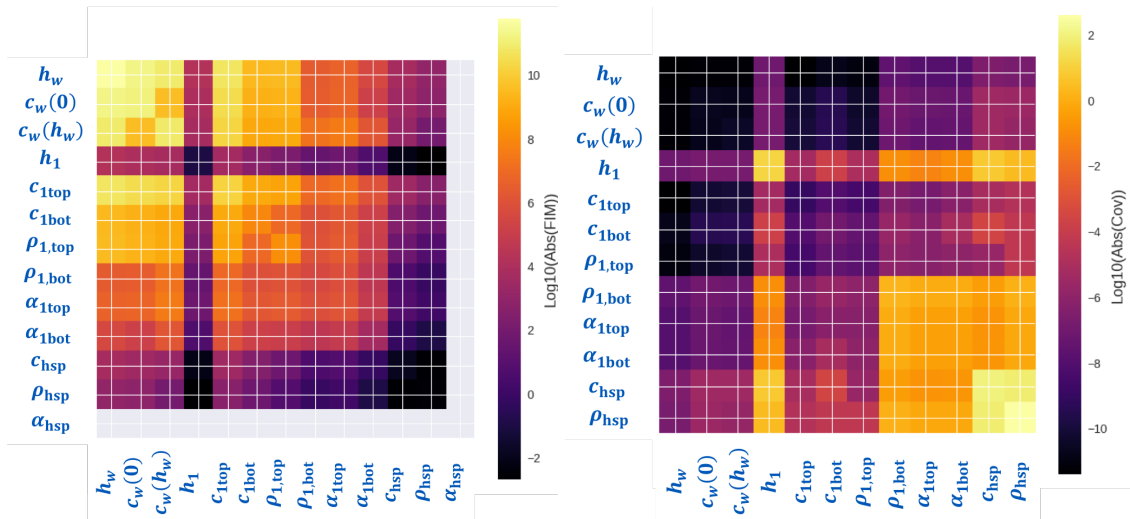 h_w
c_w(0)
c_w(h_w)
h_1
c_1top
c_1bot
ρ_1,top
ρ_1,bot
α_1top
α_1bot
c_hsp
ρ_hsp
α_hsp
h_w
c_w(0)
c_w(h_w)
h_1
c_1top
c_1bot
ρ_1,top
ρ_1,bot
α_1top
α_1bot
c_hsp
ρ_hsp
α_hsp
10
8
6
4
2
0
−2
Log10(Abs(FIM))
h_w
c_w(0)
c_w(h_w)
h_1
c_1top
c_1bot
ρ_1,top
ρ_1,bot
α_1top
α_1bot
c_hsp
ρ_hsp
h_w
c_w(0)
c_w(h_w)
h_1
c_1top
c_1bot
ρ_1,top
ρ_1,bot
α_1top
α_1bot
c_hsp
ρ_hsp
2
0
−2
−4
−6
−8
−10
Log10(Abs(Cov))